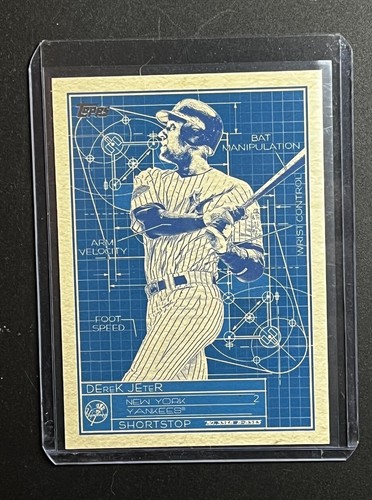 TOPPS
BAT
MANIPULATION
WRIST CONTROL
ARM
VELOCITY
FOOT
SPEED
DEREK JETER
NEW YORK
2
YANKEES
SHORTSTOP